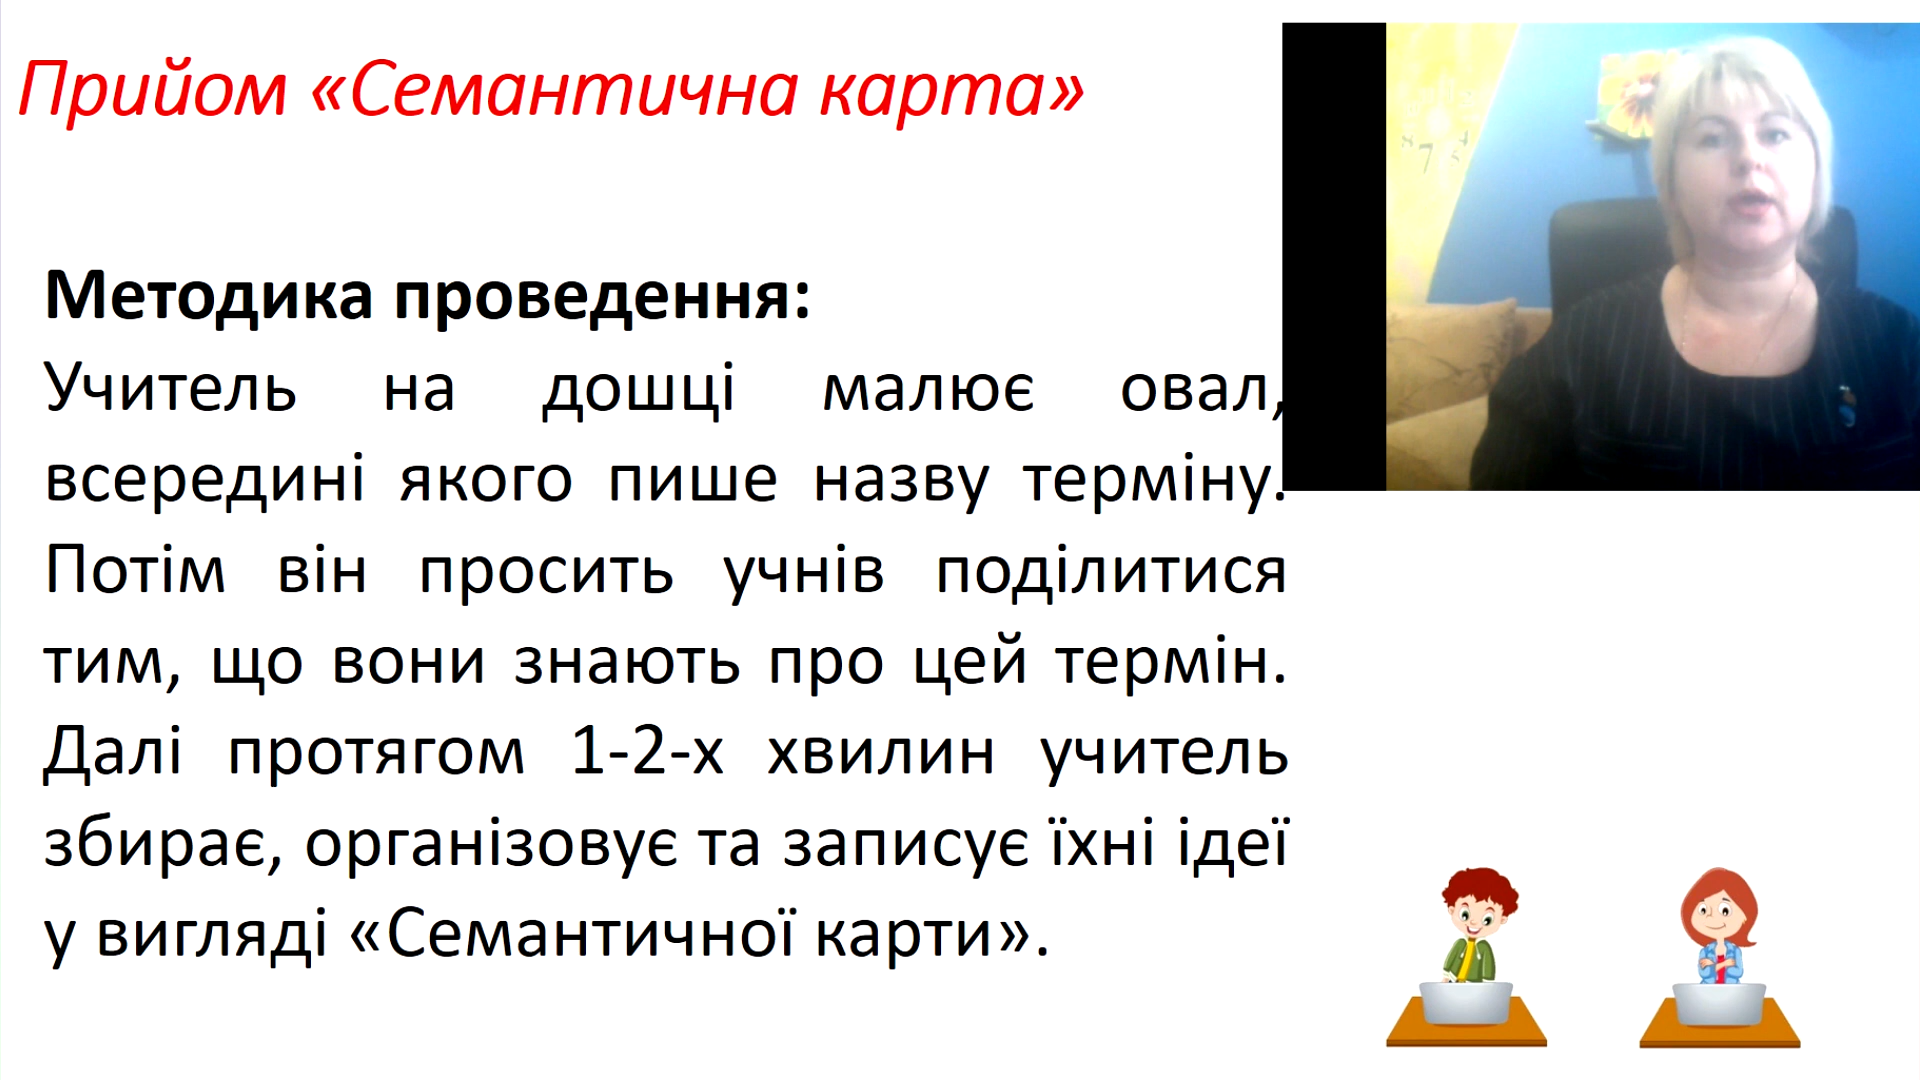 Прийом «Семантична карта»
Методика проведення:
Учитель на дошці малює овал,
всередині якого пише назву терміну.
Потім він просить учнів поділитися
тим, що вони знають про цей термін.
Далі протягом 1-2-х хвилин учитель
збирає, організовує та записує їхні ідеї
у вигляді «Семантичної карти».